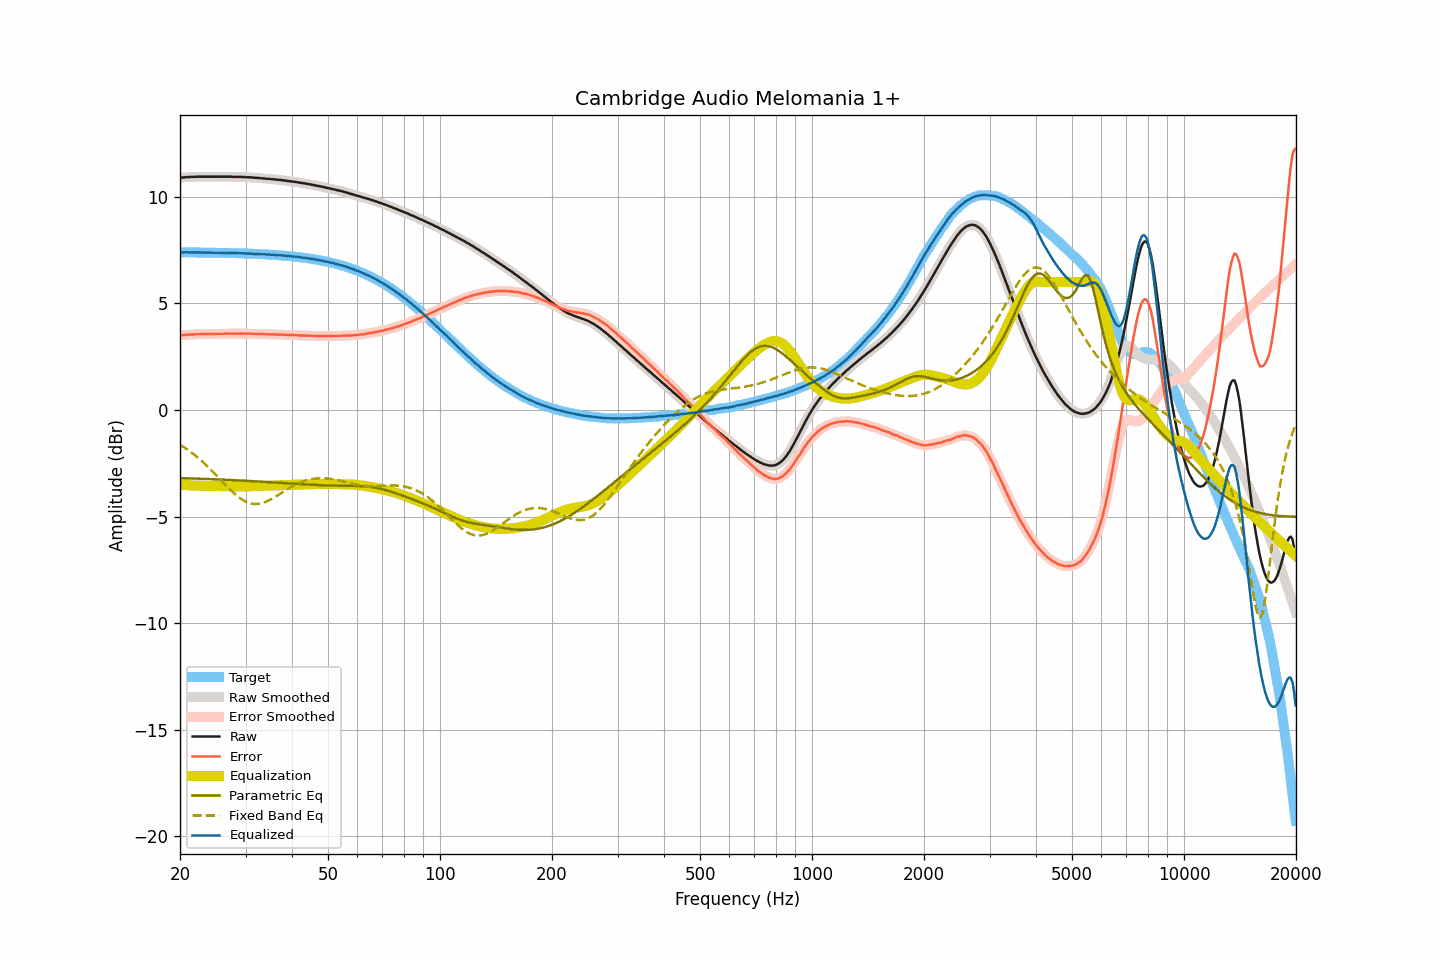 Cambridge Audio Melomania 1+
Amplitude (dBr)
10
5
0
−5
−10
−15
−20
Target
Raw Smoothed
Error Smoothed
Raw
Error
Equalization
Parametric Eq
Fixed Band Eq
Equalized
20 50 100 200 500 1000 2000 5000 10000 20000
Frequency (Hz)